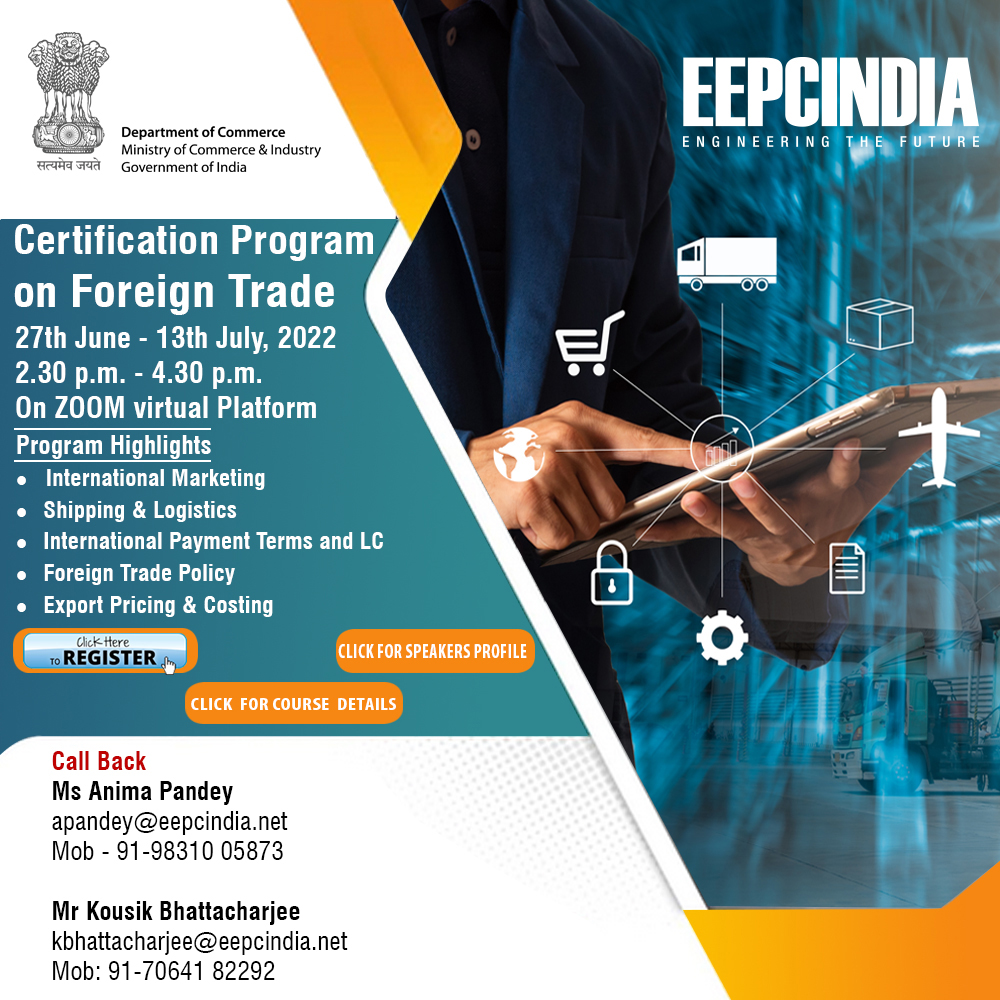 सत्यमेव जयते
Department of Commerce
Ministry of Commerce & Industry
Government of India
EEPCINDIA
ENGINEERING THE FUTURE
Certification Program
on Foreign Trade
27th June - 13th July, 2022
2.30 p.m. - 4.30 p.m.
On ZOOM virtual Platform
Program Highlights
• International Marketing
• Shipping & Logistics
• International Payment Terms and LC
• Foreign Trade Policy
• Export Pricing & Costing
Click Here
TO REGISTER
CLICK FOR SPEAKERS PROFILE
CLICK FOR COURSE DETAILS
Call Back
Ms Anima Pandey
apandey@eepcindia.net
Mob - 91-98310 05873
Mr Kousik Bhattacharjee
kbhattacharjee@eepcindia.net
Mob: 91-70641 82292